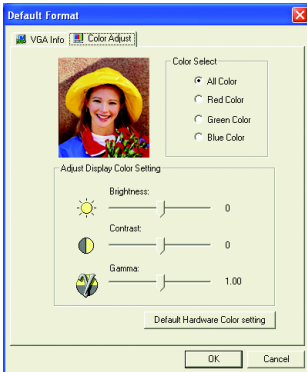 Default Format
VGA Info
Color Adjust
Color Select
All Color
Red Color
Green Color
Blue Color
Adjust Display Color Setting
Brightness:
0
Contrast:
0
Gamma:
1.00
Default Hardware Color setting
OK
Cancel